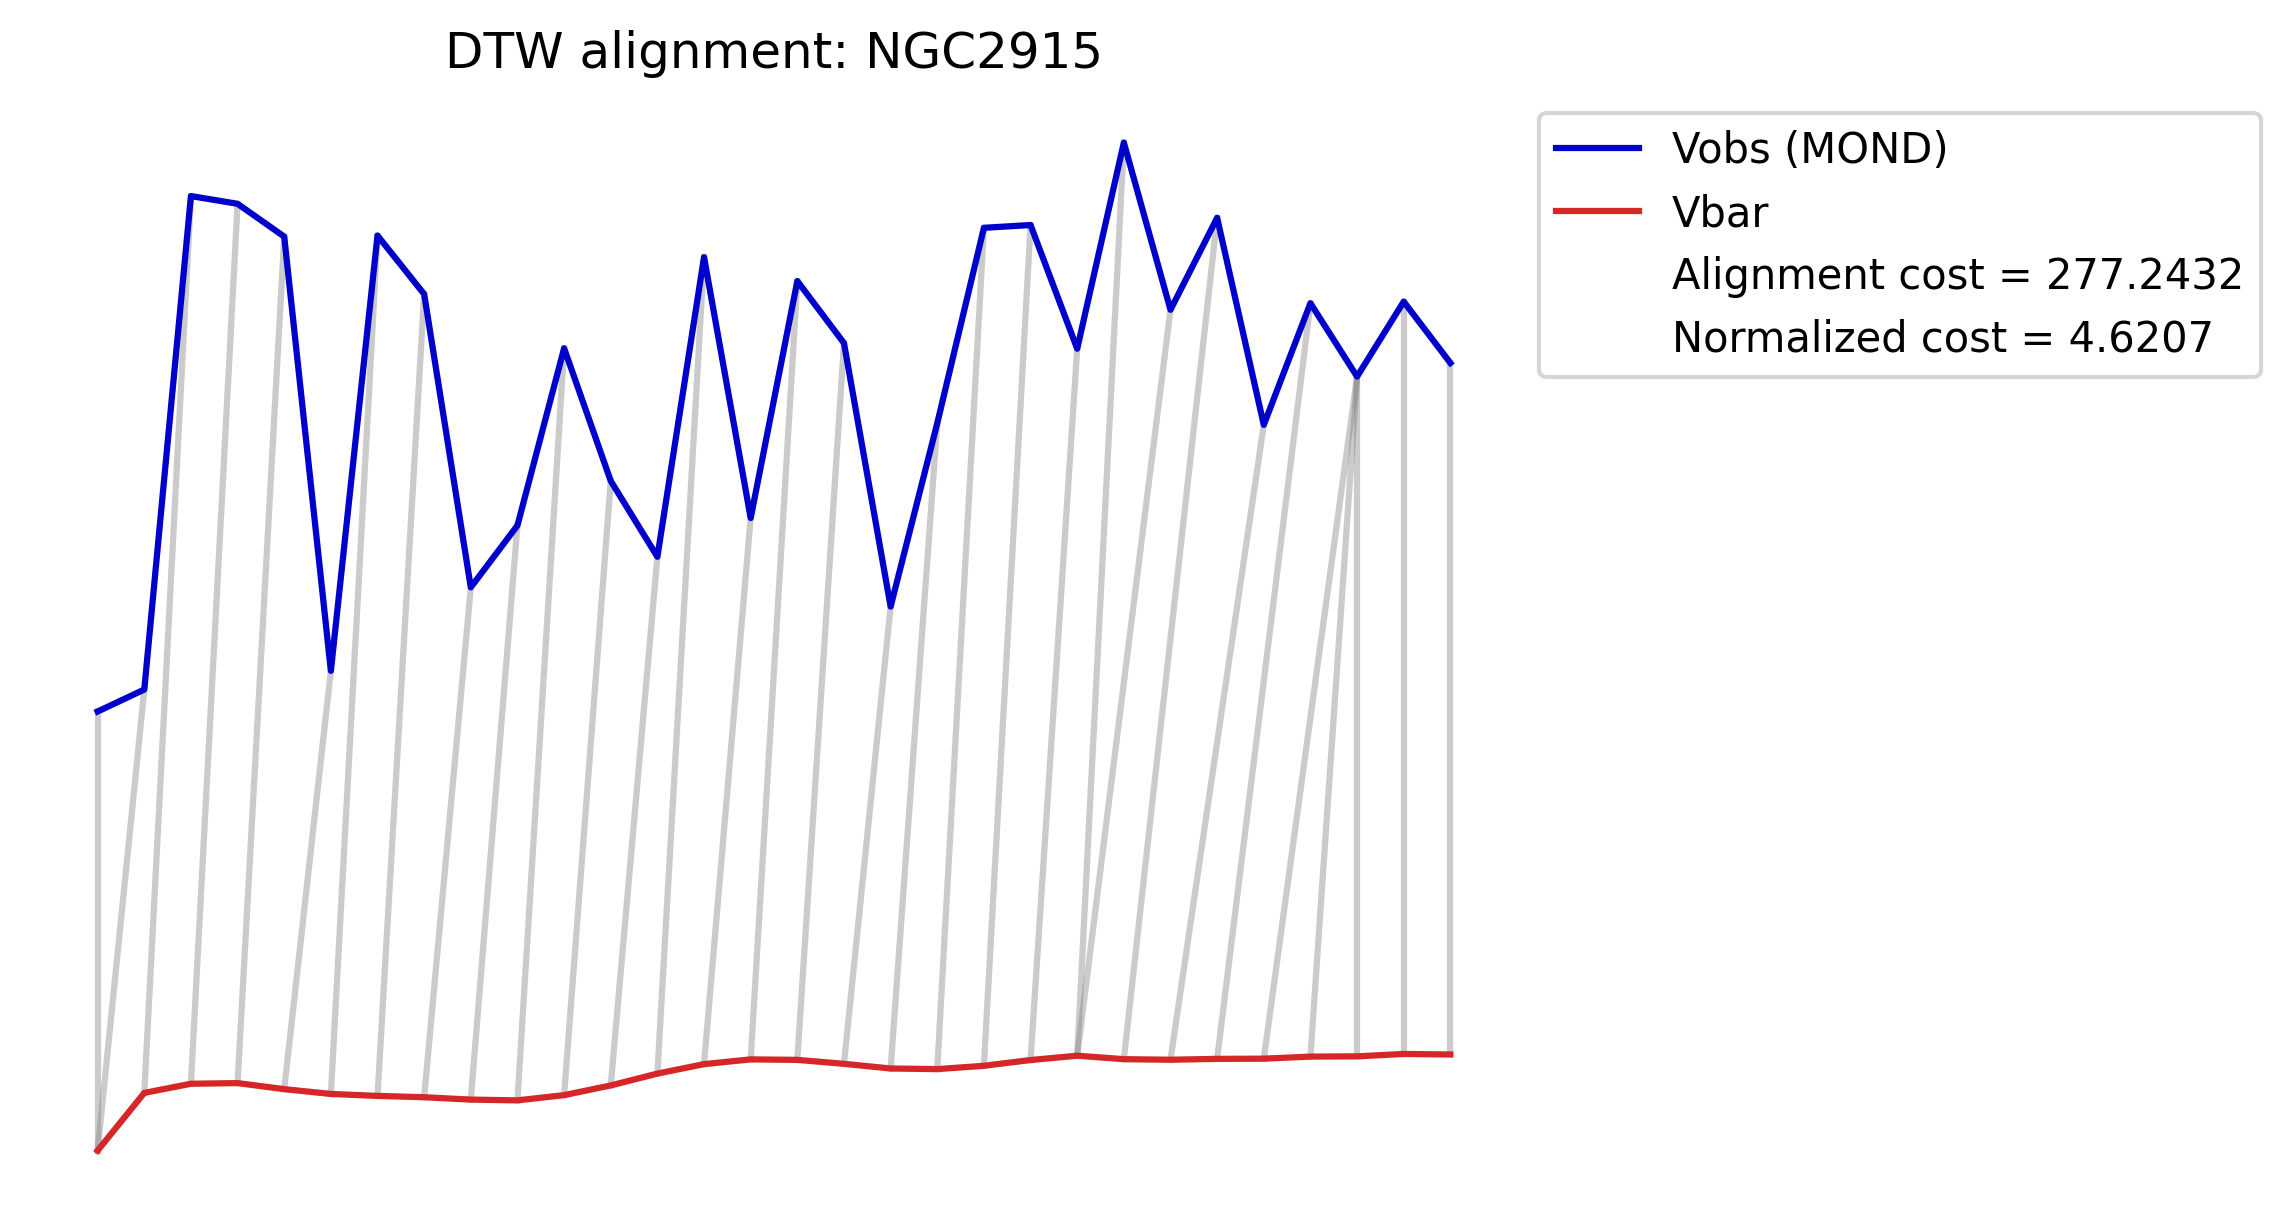 DTW alignment: NGC2915
Vobs (MOND)
Vbar
Alignment cost = 277.2432
Normalized cost = 4.6207